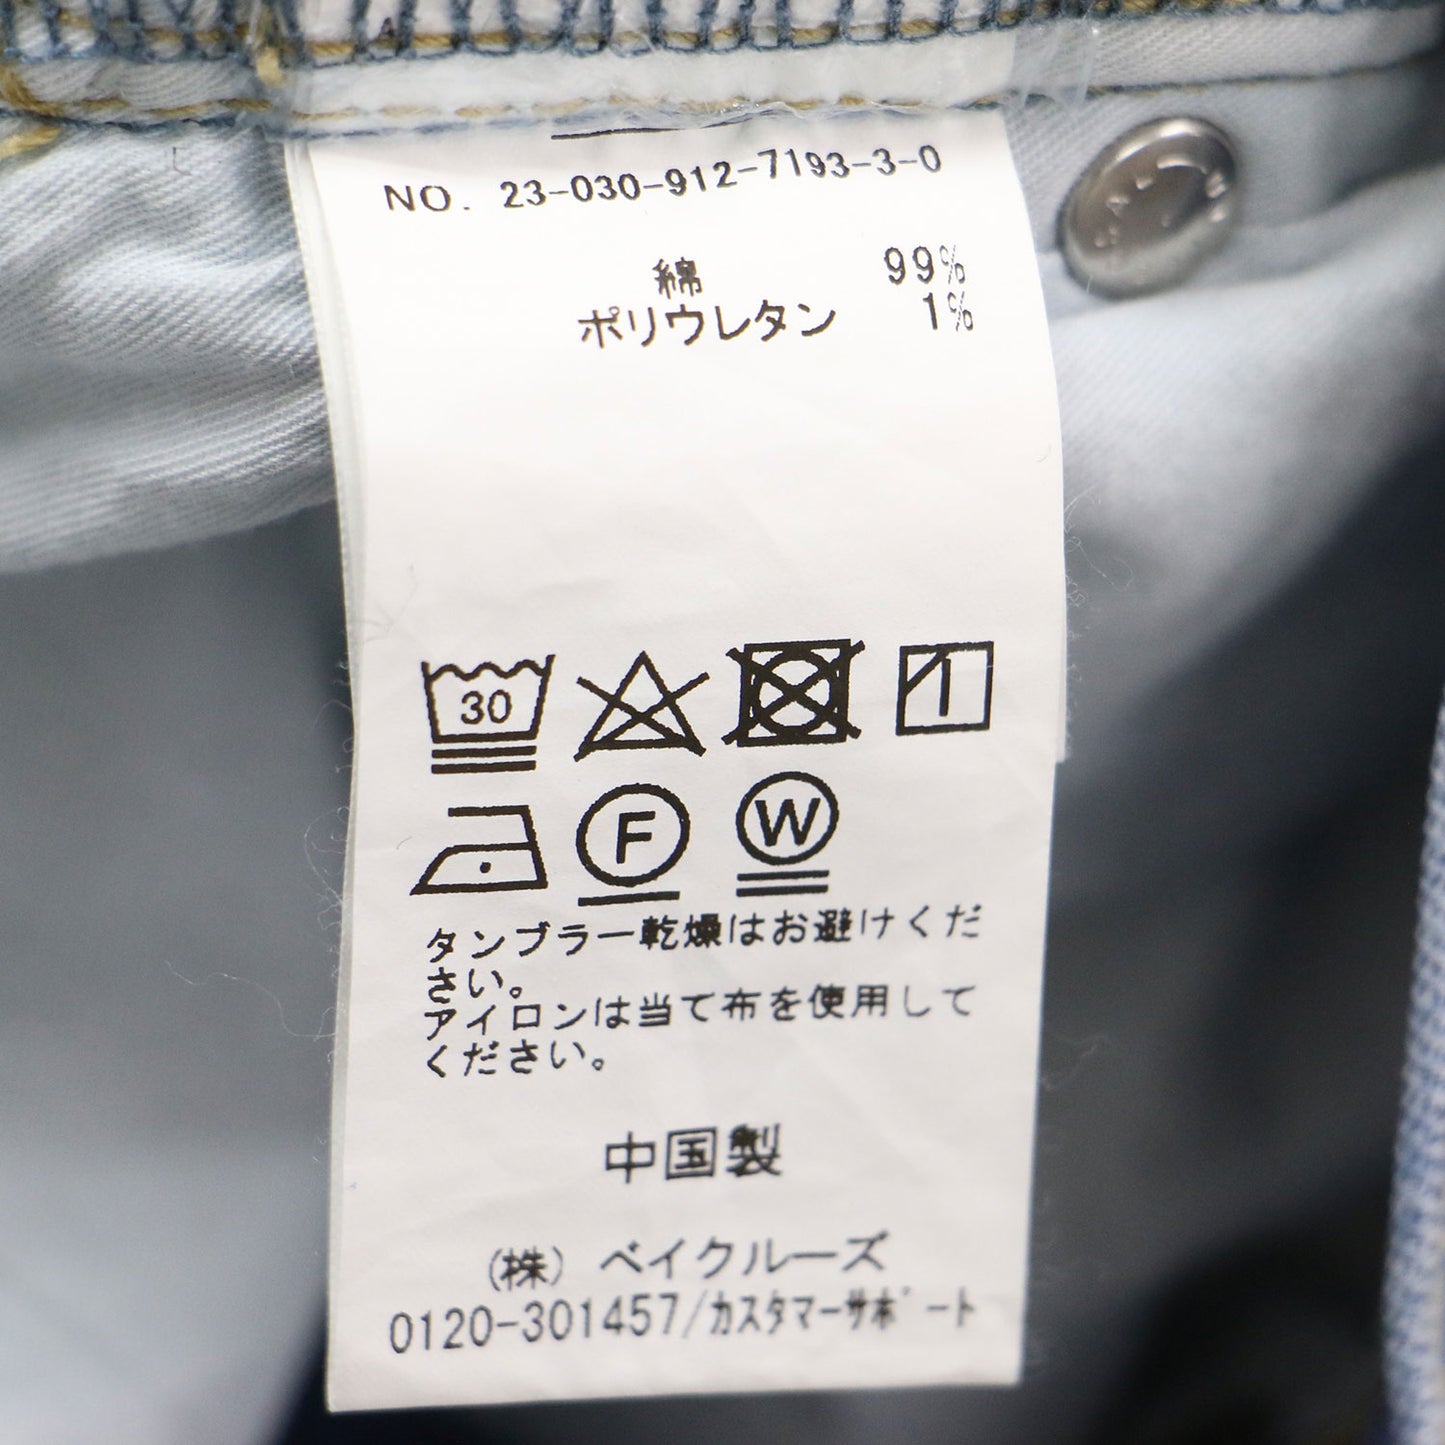 NO. 23-030-912-7193-3-0
綿 99%
ポリウレタン 1%
30
F W
タンブラー乾燥はお避けくだ
さい。
アイロンは当て布を使用して
ください。
中国製
(株) ベイクルーズ
0120-301457/カスタマーサポート